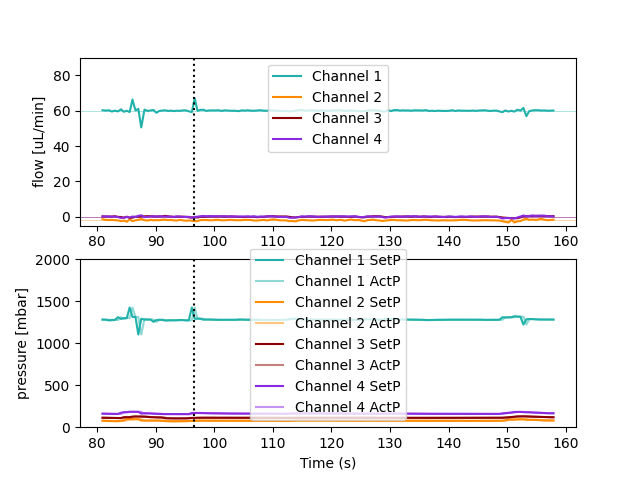 80
60
40
20
0
flow [uL/min]
Channel 1
Channel 2
Channel 3
Channel 4
80 90 100 110 120 130 140 150 160
2000
1500
1000
500
0
pressure [mbar]
Channel 1 SetP
Channel 1 ActP
Channel 2 SetP
Channel 2 ActP
Channel 3 SetP
Channel 3 ActP
Channel 4 SetP
Channel 4 ActP
80 90 100 110 120 130 140 150 160
Time (s)